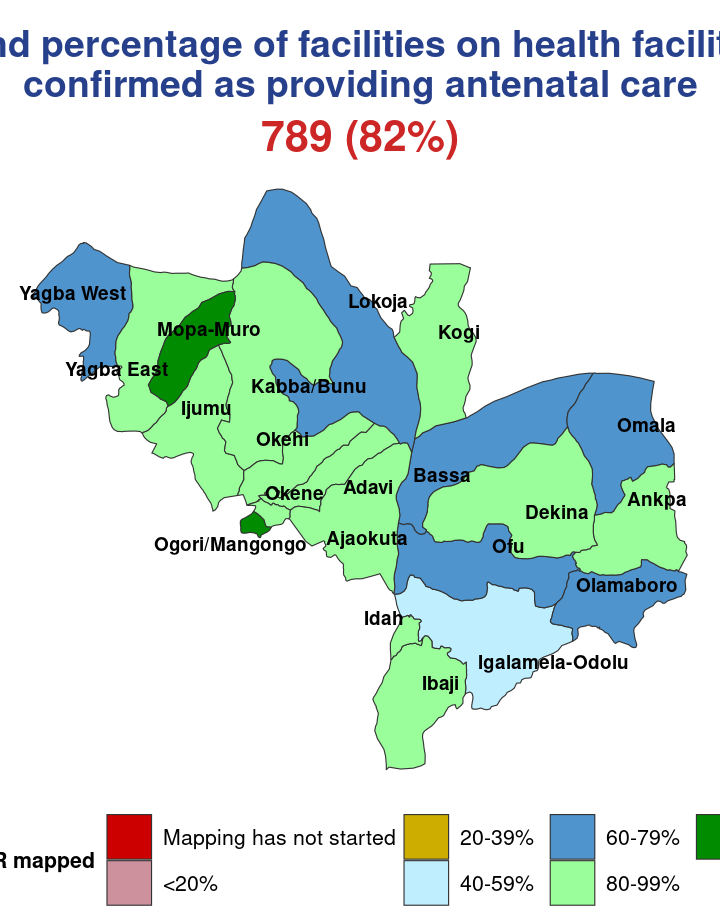 nd percentage of facilities on health facilit
confirmed as providing antenatal care
789 (82%)
Yagba West
Lokoja
Mopa-Muro
Kogi
Yagba East
Kabba/Bunu
Ijumu
Omala
Okehi
Bassa
Adavi
Okene
Ankpa
Dekina
Ajaokuta
Ogori/Mangongo
Ofu
Olamaboro
Idah
Igalamela-Odolu
Ibaji
R mapped
Mapping has not started
20-39%
60-79%
<20%
40-59%
80-99%